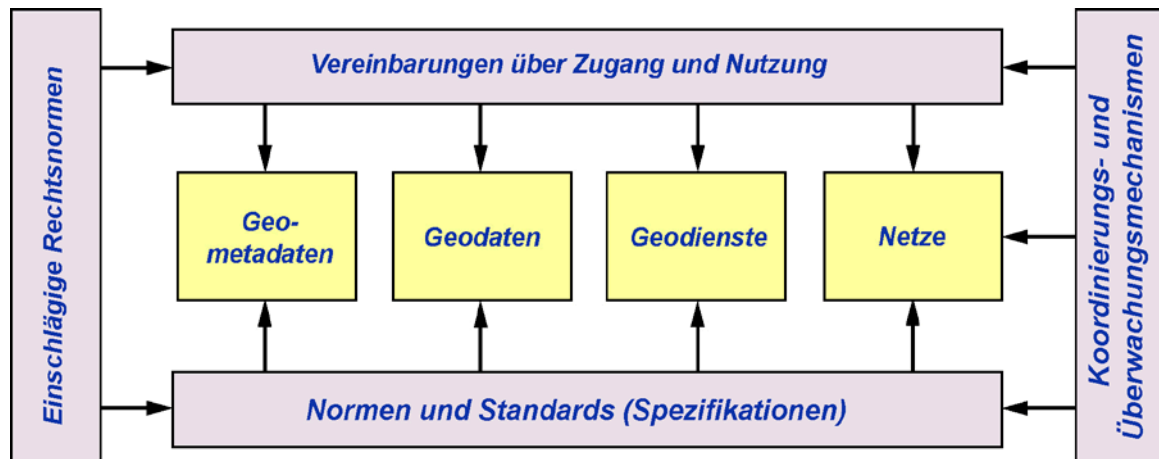 Einschlägige Rechtsnormen
Vereinbarungen über Zugang und Nutzung
Geo-
metadaten
Geodaten
Geodienste
Netze
Normen und Standards (Spezifikationen)
Koordinierungs- und
Überwachungsmechanismen